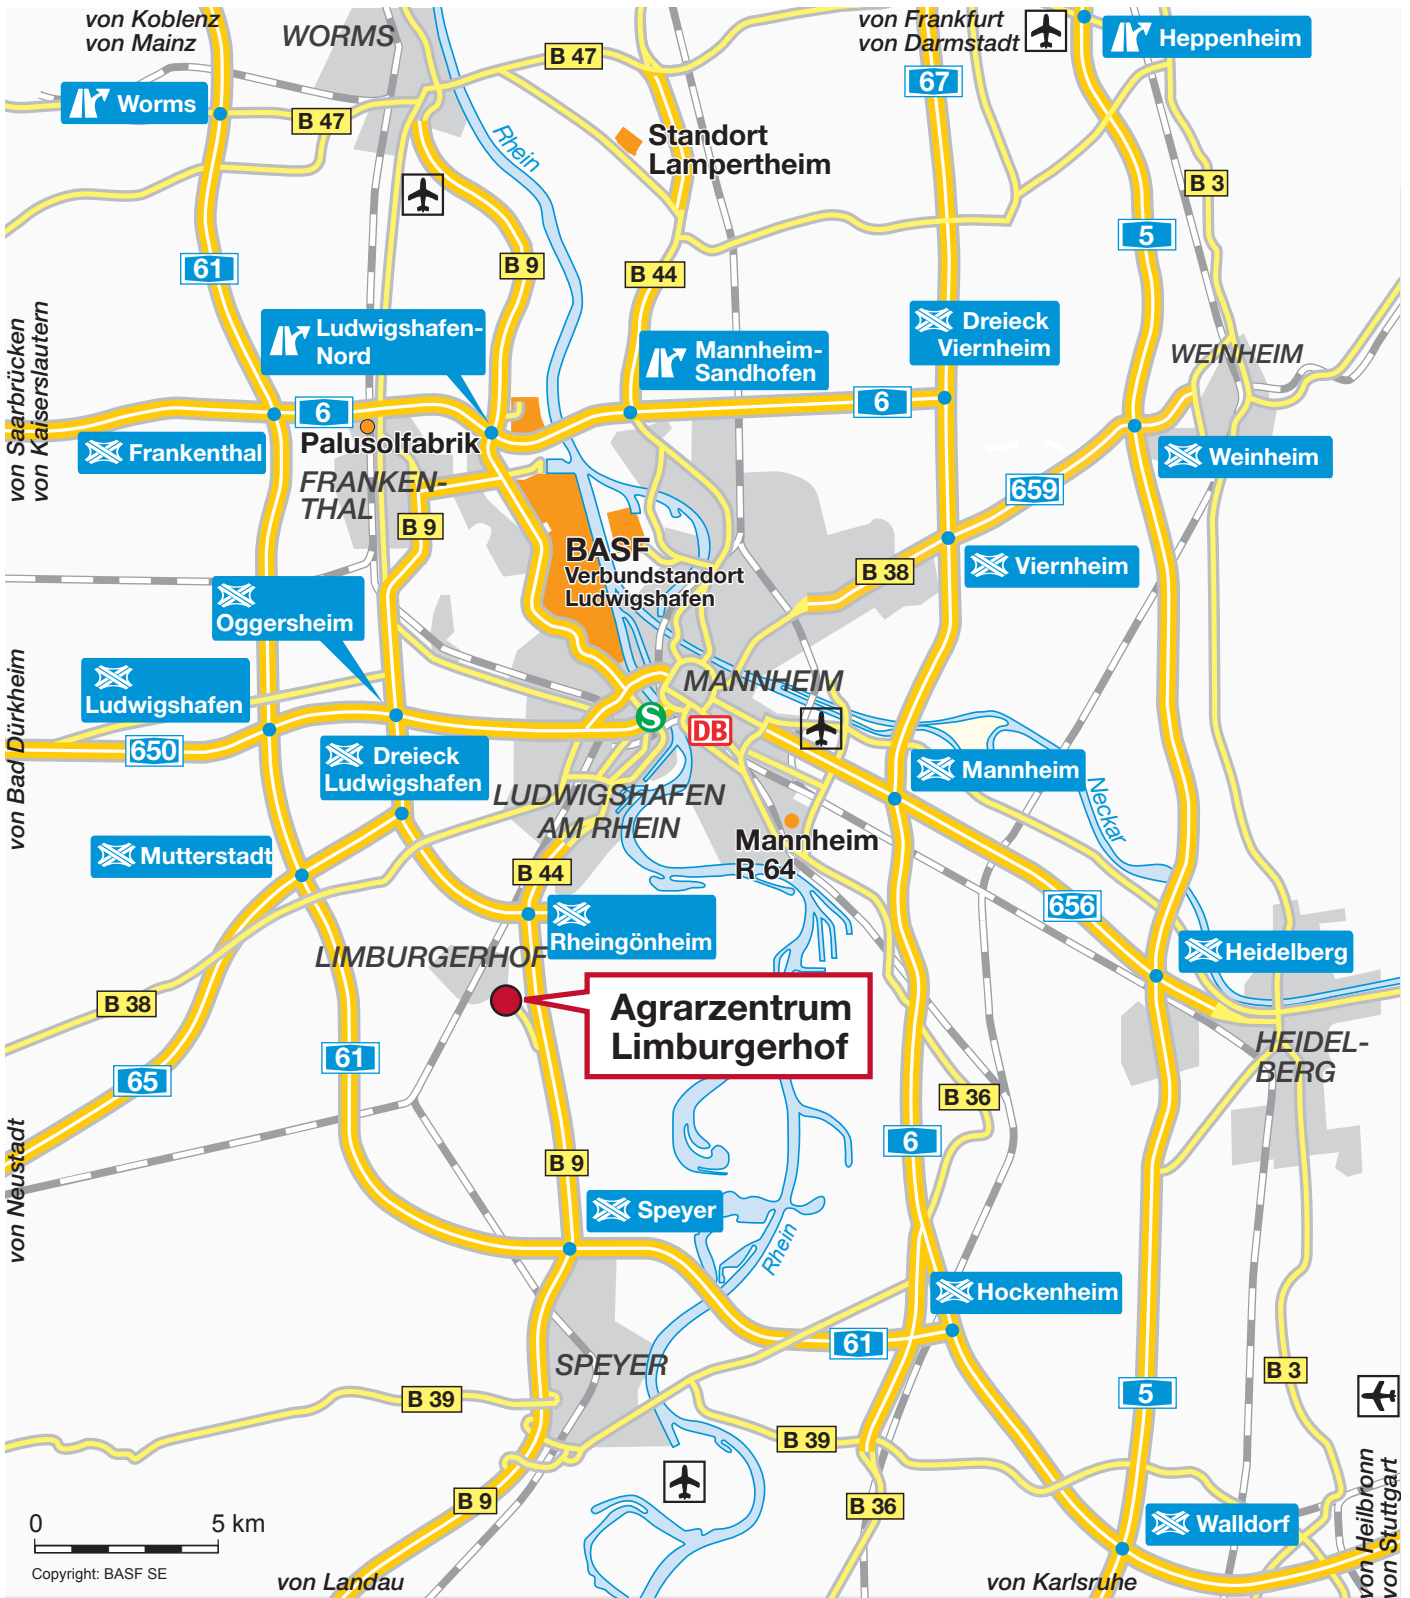 von Koblenz
von Mainz
WORMS
B 47
von Frankfurt
von Darmstadt
Heppenheim
67
Worms
B 47
Rhein
Standort
Lampertheim
B 3
5
61
B 9
B 44
von Saarbrücken
von Kaiserslautern
Ludwigshafen-
Nord
Mannheim-
Sandhofen
Dreieck
Viernheim
WEINHEIM
6
6
Frankenthal
Palusolfabrik
Weinheim
FRANKEN-
THAL
659
B 9
BASF
Verbundstandort
Ludwigshafen
B 38
Viernheim
Oggersheim
von Bad Dürkheim
Ludwigshafen
MANNHEIM
S
DB
650
Dreieck
Ludwigshafen
Mannheim
LUDWIGSHAFEN
AM RHEIN
Neckar
Mutterstadt
Mannheim
R 64
B 44
656
Rheingönheim
LIMBURGERHOF
Heidelberg
B 38
Agrarzentrum
Limburgerhof
61
HEIDEL-
BERG
65
B 36
von Neustadt
6
B 9
Speyer
Rhein
Hockenheim
61
SPEYER
B 3
B 39
5
B 39
von Heilbronn
von Stuttgart
B 9
B 36
Walldorf
0 5 km
Copyright: BASF SE
von Landau
von Karlsruhe